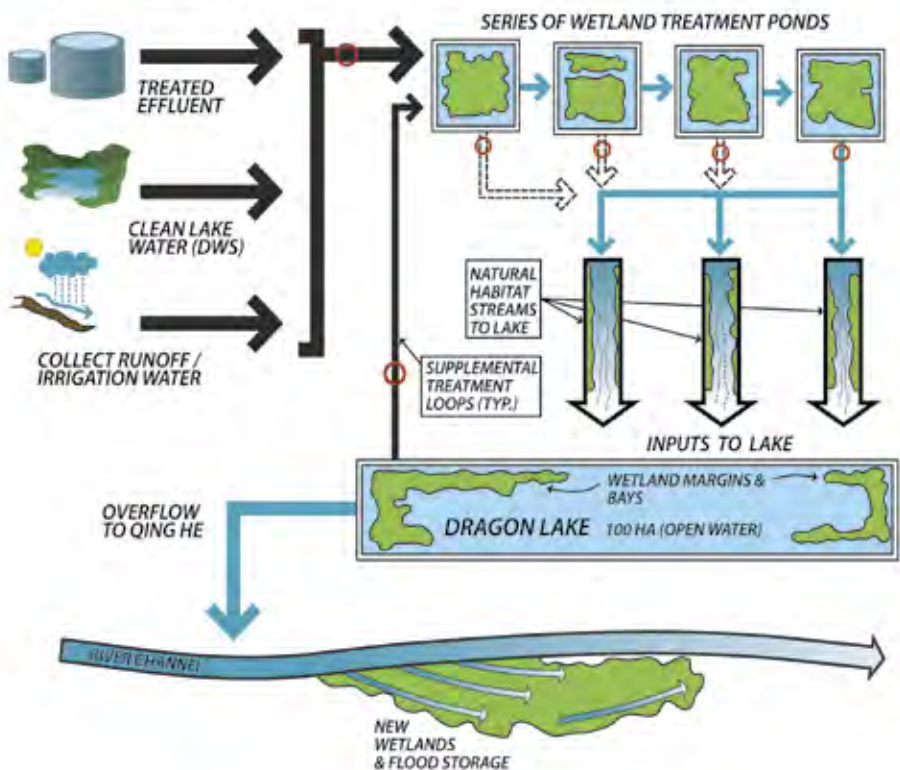 SERIES OF WETLAND TREATMENT PONDS
TREATED
EFFLUENT
CLEAN LAKE
WATER (DWS)
COLLECT RUNOFF /
IRRIGATION WATER
NATURAL
HABITAT
STREAMS
TO LAKE
SUPPLEMENTAL
TREATMENT
LOOPS (TYP.)
INPUTS TO LAKE
WETLAND MARGINS &
BAYS
DRAGON LAKE 100 HA (OPEN WATER)
OVERFLOW
TO QING HE
RIVER CHANNEL
NEW
WETLANDS
& FLOOD STORAGE